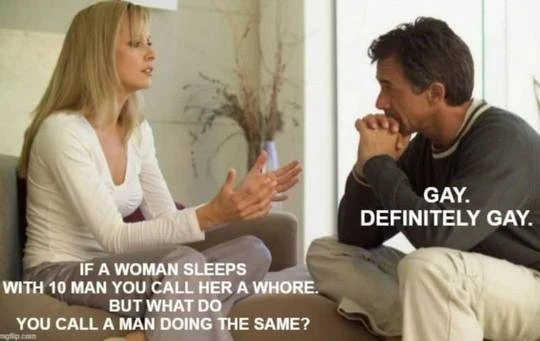 IF A WOMAN SLEEPS
WITH 10 MAN YOU CALL HER A WHORE.
BUT WHAT DO
YOU CALL A MAN DOING THE SAME?
GAY.
DEFINITELY GAY.
imgflip.com